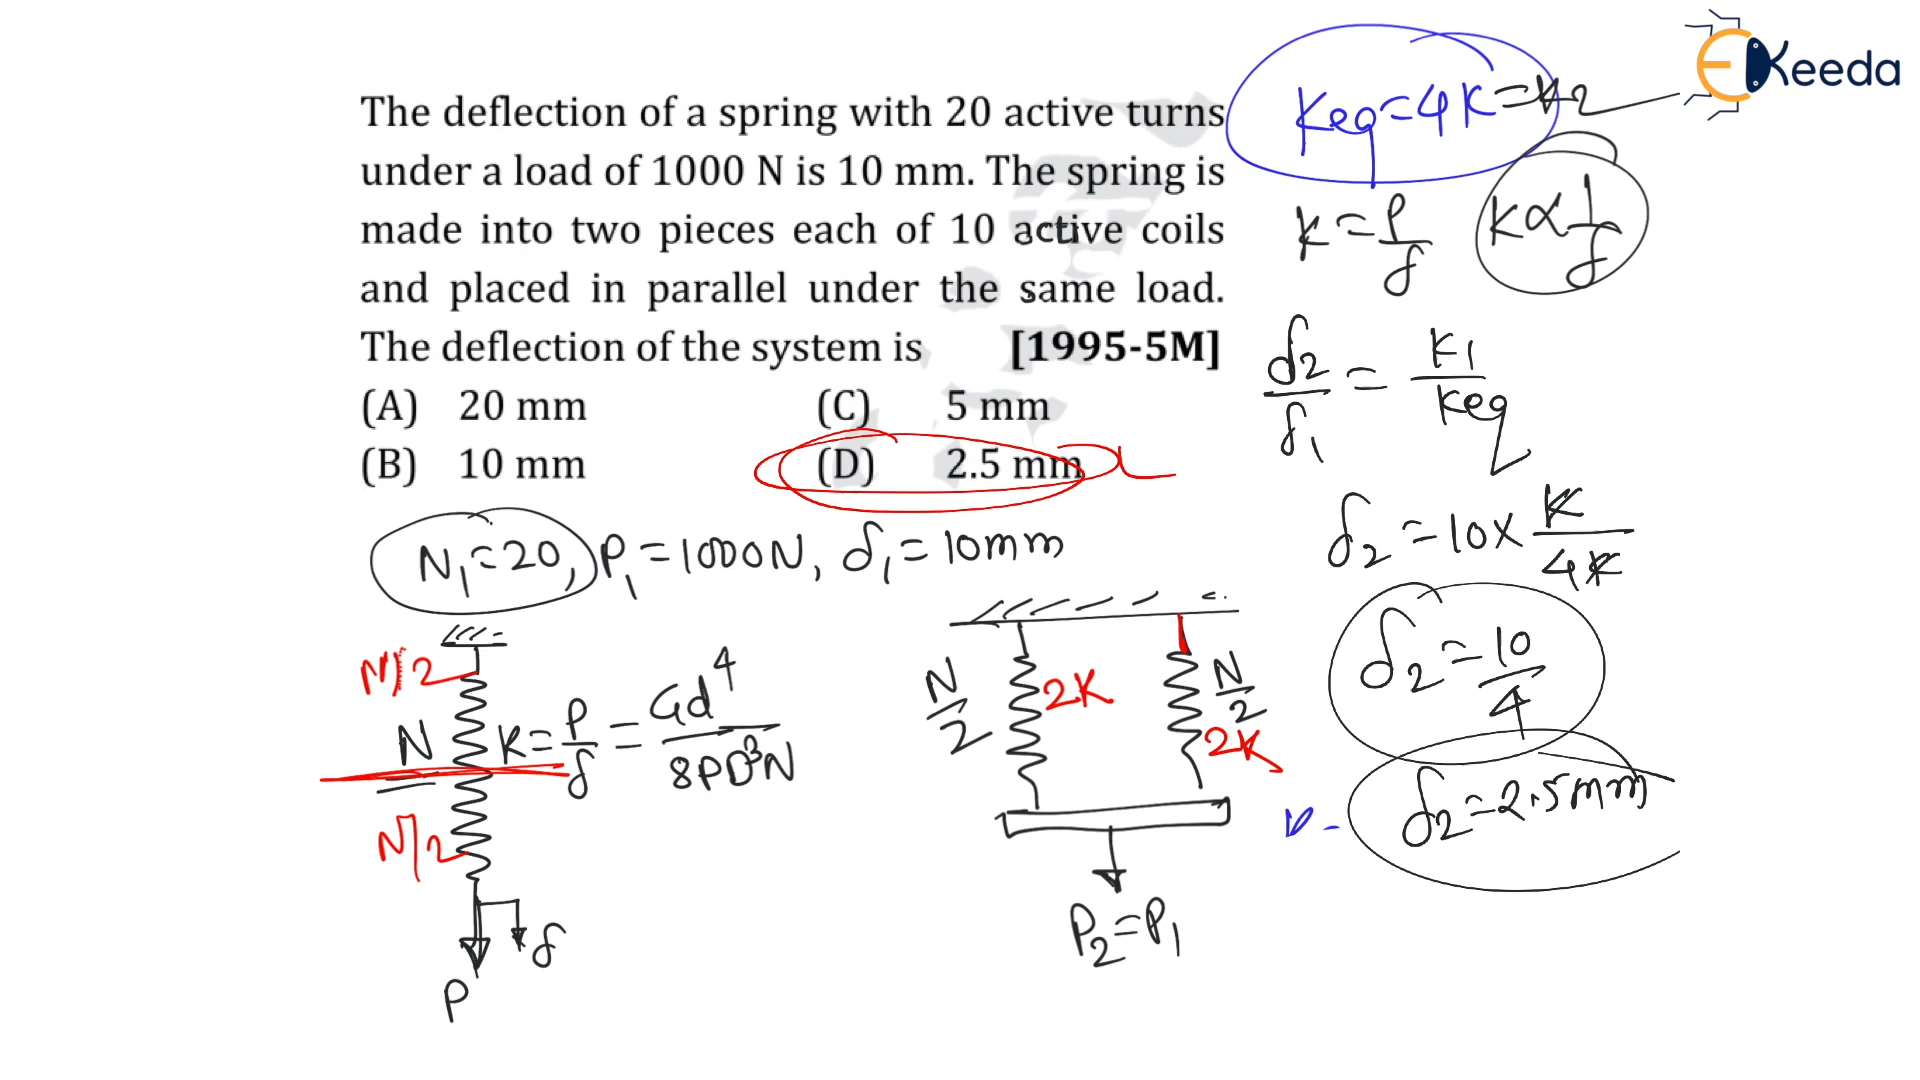 EKeeda
The deflection of a spring with 20 active turns
under a load of 1000 N is 10 mm. The spring is
made into two pieces each of 10 active coils
and placed in parallel under the same load.
The deflection of the system is [1995-5M]
(A) 20 mm (C) 5 mm
(B) 10 mm (D) 2.5 mm
N₁=20, P₁=1000N, δ₁=10mm
N/2
N
N/2
K=P/δ=Gd⁴/8PD³N
P
δ
N/2 2K
N/2
2K
P₂=P₁
Keq=4K=K2
K=P/δ K∝1/δ
δ2/δ1=K1/Keq
δ2=10×K/4K
δ2=10/4
δ2=2.5mm